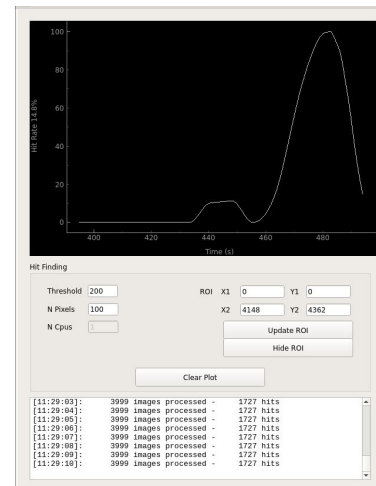 100
80
60
40
20
0
Hit Rate 14.8%
400 420 440 460 480
Time (s)
Hit Finding
Threshold 200 ROI X1 0 Y1 0
N Pixels 100 X2 4148 Y2 4362
N Cpus 1 Update ROI
Hide ROI
Clear Plot
[11:29:03]: 3999 images processed - 1727 hits
[11:29:04]: 3999 images processed - 1727 hits
[11:29:05]: 3999 images processed - 1727 hits
[11:29:06]: 3999 images processed - 1727 hits
[11:29:07]: 3999 images processed - 1727 hits
[11:29:08]: 3999 images processed - 1727 hits
[11:29:09]: 3999 images processed - 1727 hits
[11:29:10]: 3999 images processed - 1727 hits